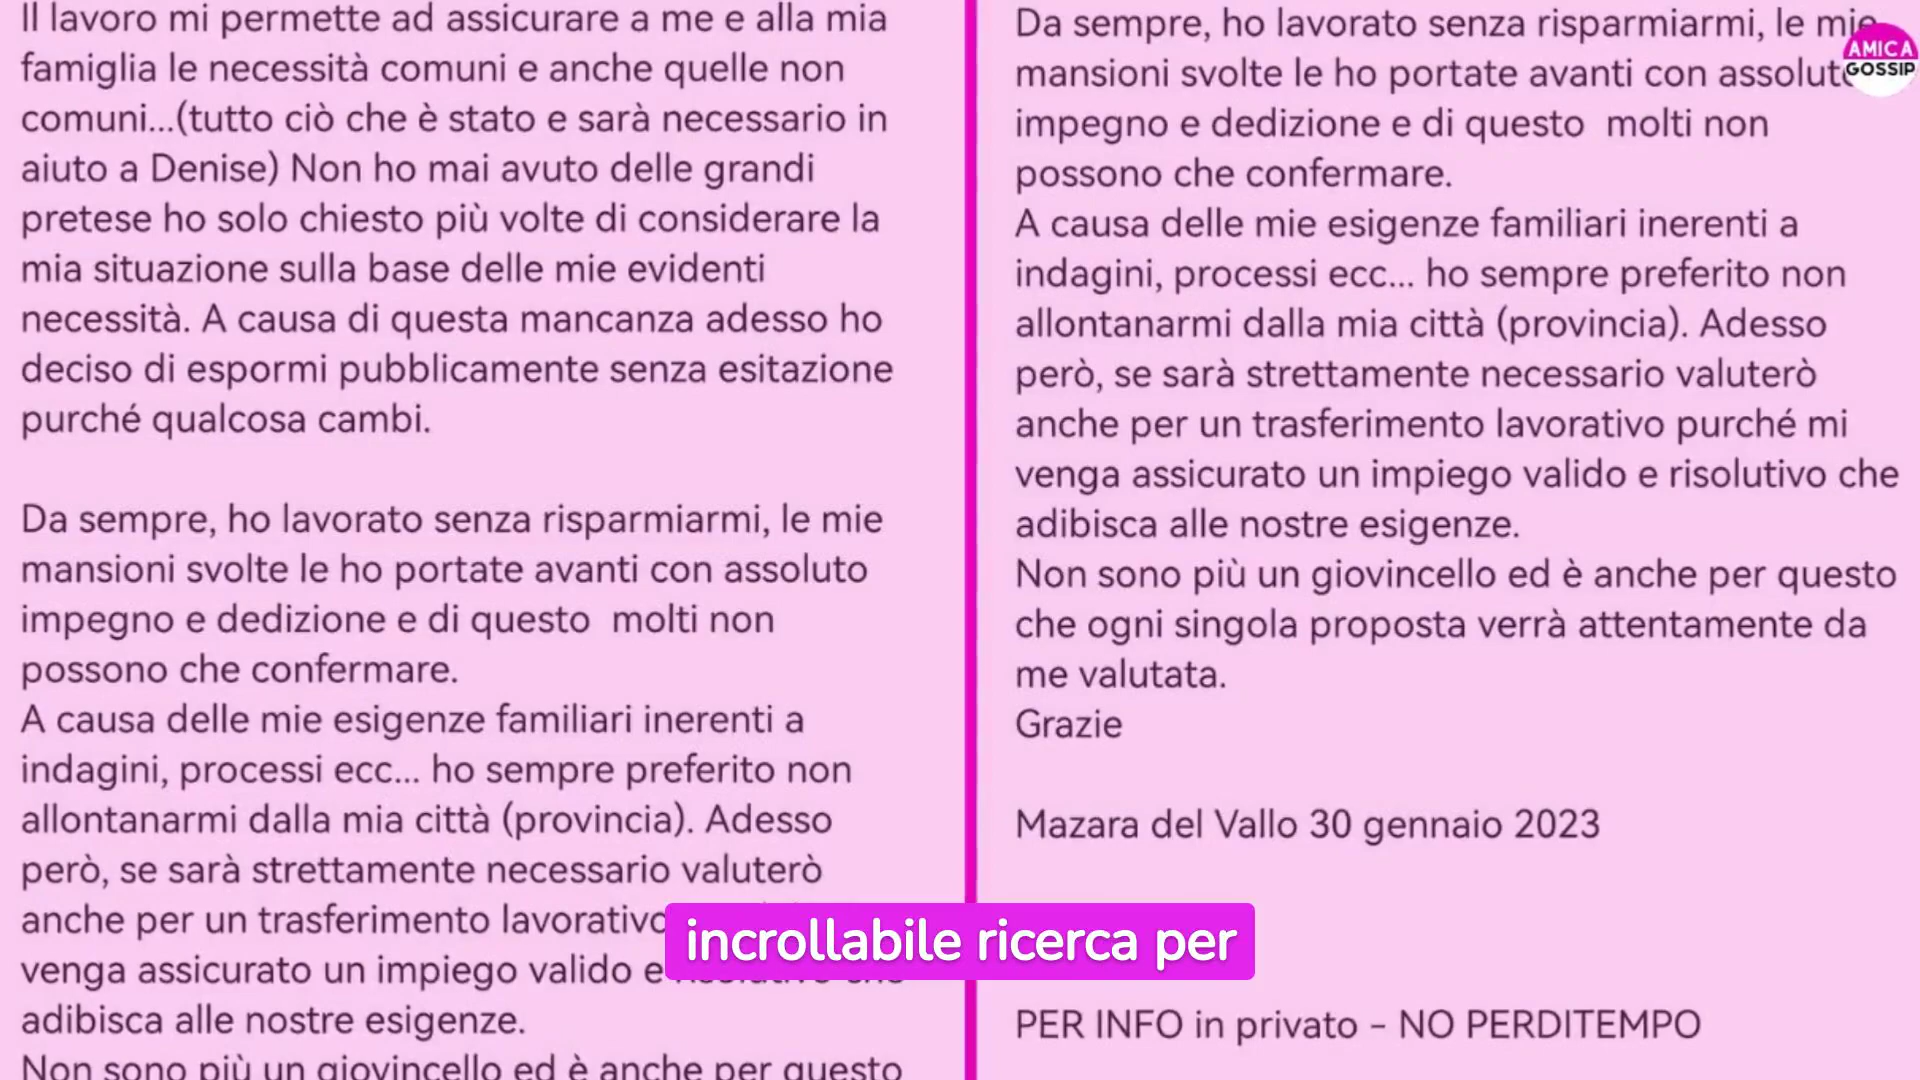 Il lavoro mi permette ad assicurare a me e alla mia
famiglia le necessità comuni e anche quelle non
comuni...(tutto ciò che è stato e sarà necessario in
aiuto a Denise) Non ho mai avuto delle grandi
pretese ho solo chiesto più volte di considerare la
mia situazione sulla base delle mie evidenti
necessità. A causa di questa mancanza adesso ho
deciso di espormi pubblicamente senza esitazione
purché qualcosa cambi.
Da sempre, ho lavorato senza risparmiarmi, le mie
mansioni svolte le ho portate avanti con assoluto
impegno e dedizione e di questo  molti non
possono che confermare.
A causa delle mie esigenze familiari inerenti a
indagini, processi ecc... ho sempre preferito non
allontanarmi dalla mia città (provincia). Adesso
però, se sarà strettamente necessario valuterò
anche per un trasferimento lavorativo
venga assicurato un impiego valido e
adibisca alle nostre esigenze.
Non sono più un giovincello ed è anche per questo
Da sempre, ho lavorato senza risparmiarmi, le mie
mansioni svolte le ho portate avanti con assoluto
impegno e dedizione e di questo  molti non
possono che confermare.
A causa delle mie esigenze familiari inerenti a
indagini, processi ecc... ho sempre preferito non
allontanarmi dalla mia città (provincia). Adesso
però, se sarà strettamente necessario valuterò
anche per un trasferimento lavorativo purché mi
venga assicurato un impiego valido e risolutivo che
adibisca alle nostre esigenze.
Non sono più un giovincello ed è anche per questo
che ogni singola proposta verrà attentamente da
me valutata.
Grazie
Mazara del Vallo 30 gennaio 2023
PER INFO in privato - NO PERDITEMPO
AMICA
GOSSIP
incrollabile ricerca per